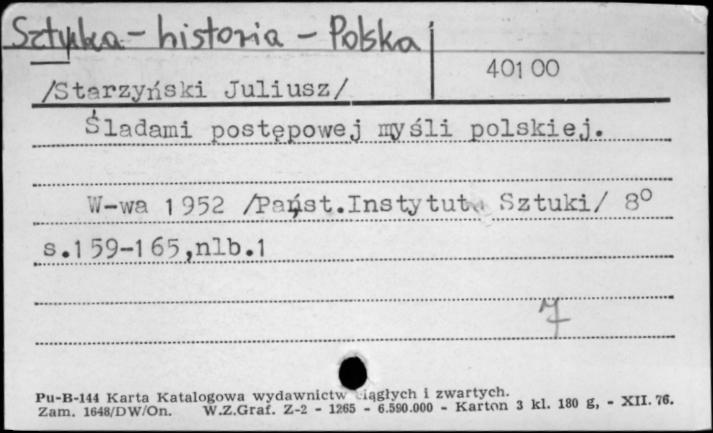 Sztuka - historia - Polska
401 00
/Starzyński Juliusz/
Śladami postępowej myśli polskiej.
W-wa 1952 /Państ.Instytut Sztuki/ 8°
s.159-165,nlb.1
7
Pu-B-144 Karta Katalogowa wydawnictw ciągłych i zwartych.
Zam. 1648/DW/On. W.Z.Graf. Z-2 - 1265 - 6.590.000 - Karton 3 kl. 180 g, - XII. 76.